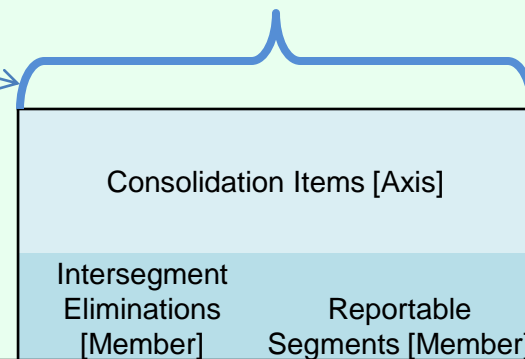 Consolidation Items [Axis]
Intersegment
Eliminations
[Member]
Reportable
Segments [Member]